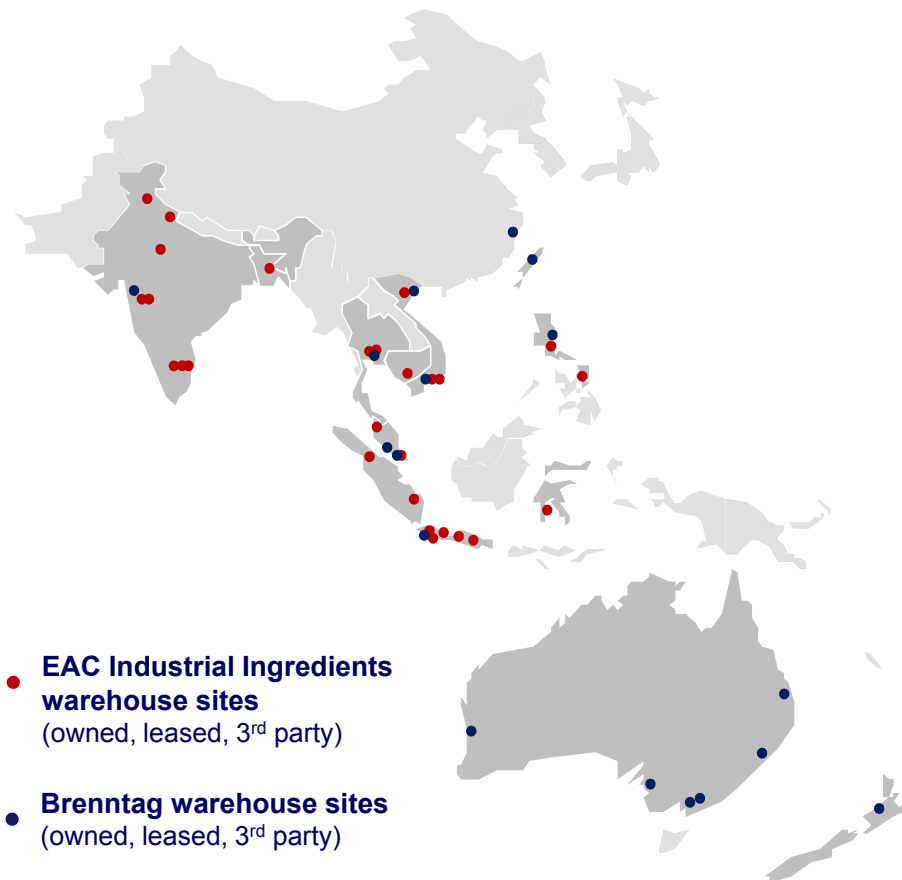 EAC Industrial Ingredients
warehouse sites
(owned, leased, 3rd party)
Brenntag warehouse sites
(owned, leased, 3rd party)